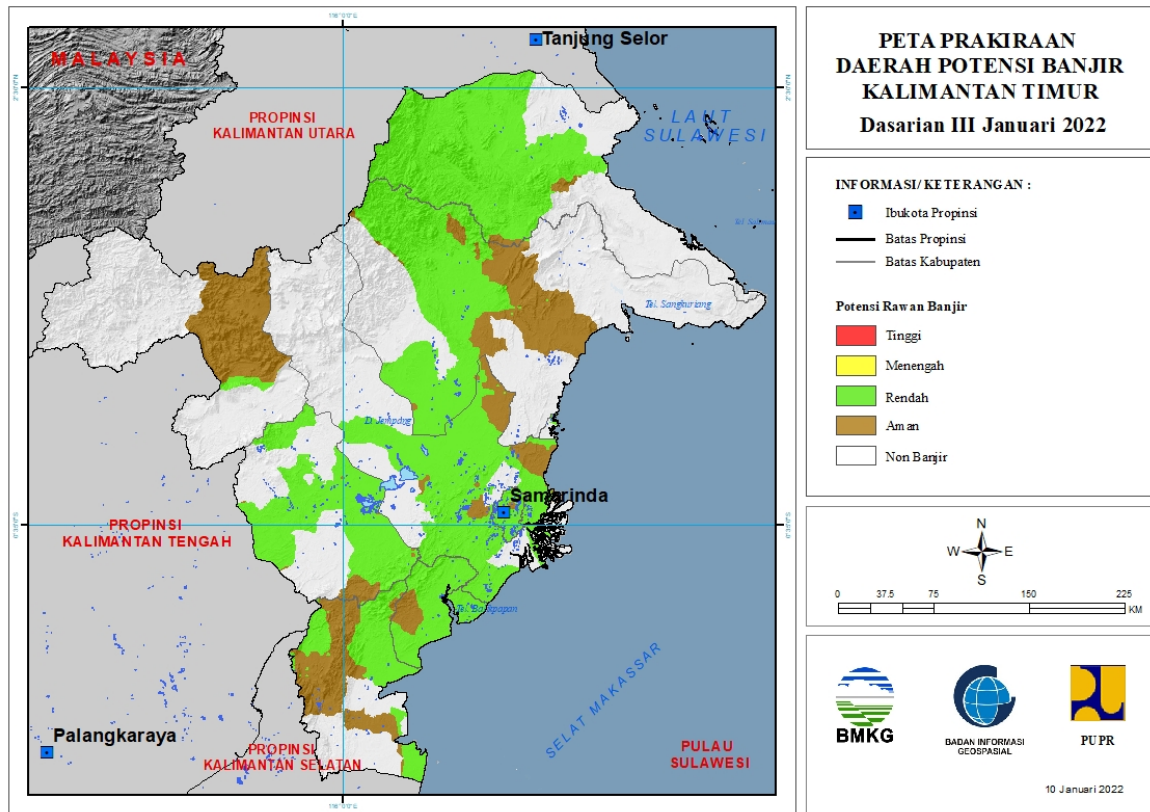 PETA PRAKIRAAN
DAERAH POTENSI BANJIR
KALIMANTAN TIMUR
Dasarian III Januari 2022
INFORMASI/ KETERANGAN :
Ibukota Propinsi
Batas Propinsi
Batas Kabupaten
Potensi Rawan Banjir
Tinggi
Menengah
Rendah
Aman
Non Banjir
N
W E
S
0 37.5 75 150 225
KM
BMKG
BADAN INFORMASI
GEOSPASIAL
PUPR
10 Januari 2022
Tanjung Selor
MALAYSIA
PROPINSI
KALIMANTAN UTARA
LAUT
SULAWESI
Tel. Sangkuriang
D. Jempang
Samarinda
PROPINSI
KALIMANTAN TENGAH
Tel. Balikpapan
SELAT MAKASSAR
Palangkaraya
PROPINSI
KALIMANTAN SELATAN
PULAU
SULAWESI